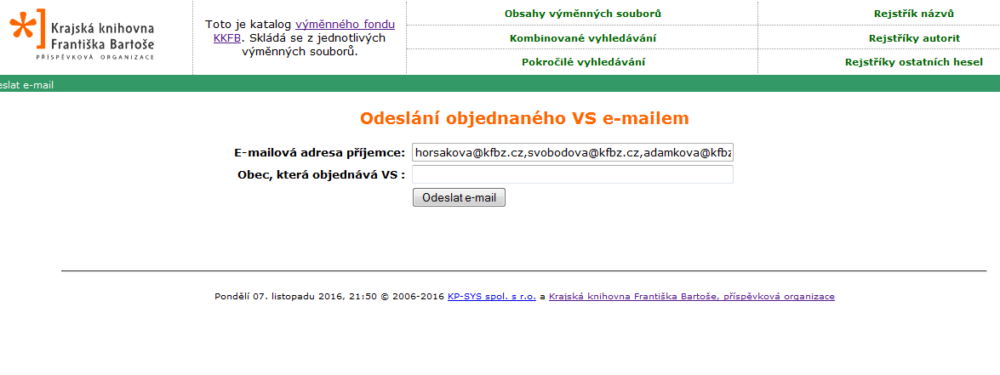 Krajská knihovna
Františka Bartoše
PŘÍSPĚVKOVÁ ORGANIZACE
Toto je katalog výměnného fondu
KKFB. Skládá se z jednotlivých
výměnných souborů.
Obsahy výměnných souborů
Rejstřík názvů
Kombinované vyhledávání
Rejstříky autorit
Pokročilé vyhledávání
Rejstříky ostatních hesel
eslat e-mail
Odeslání objednaného VS e-mailem
E-mailová adresa příjemce: horsakova@kfbz.cz,svobodova@kfbz.cz,adamkova@kfbz
Obec, která objednává VS :
Odeslat e-mail
Pondělí 07. listopadu 2016, 21:50 © 2006-2016 KP-SYS spol. s r.o. a Krajská knihovna Františka Bartoše, příspěvková organizace